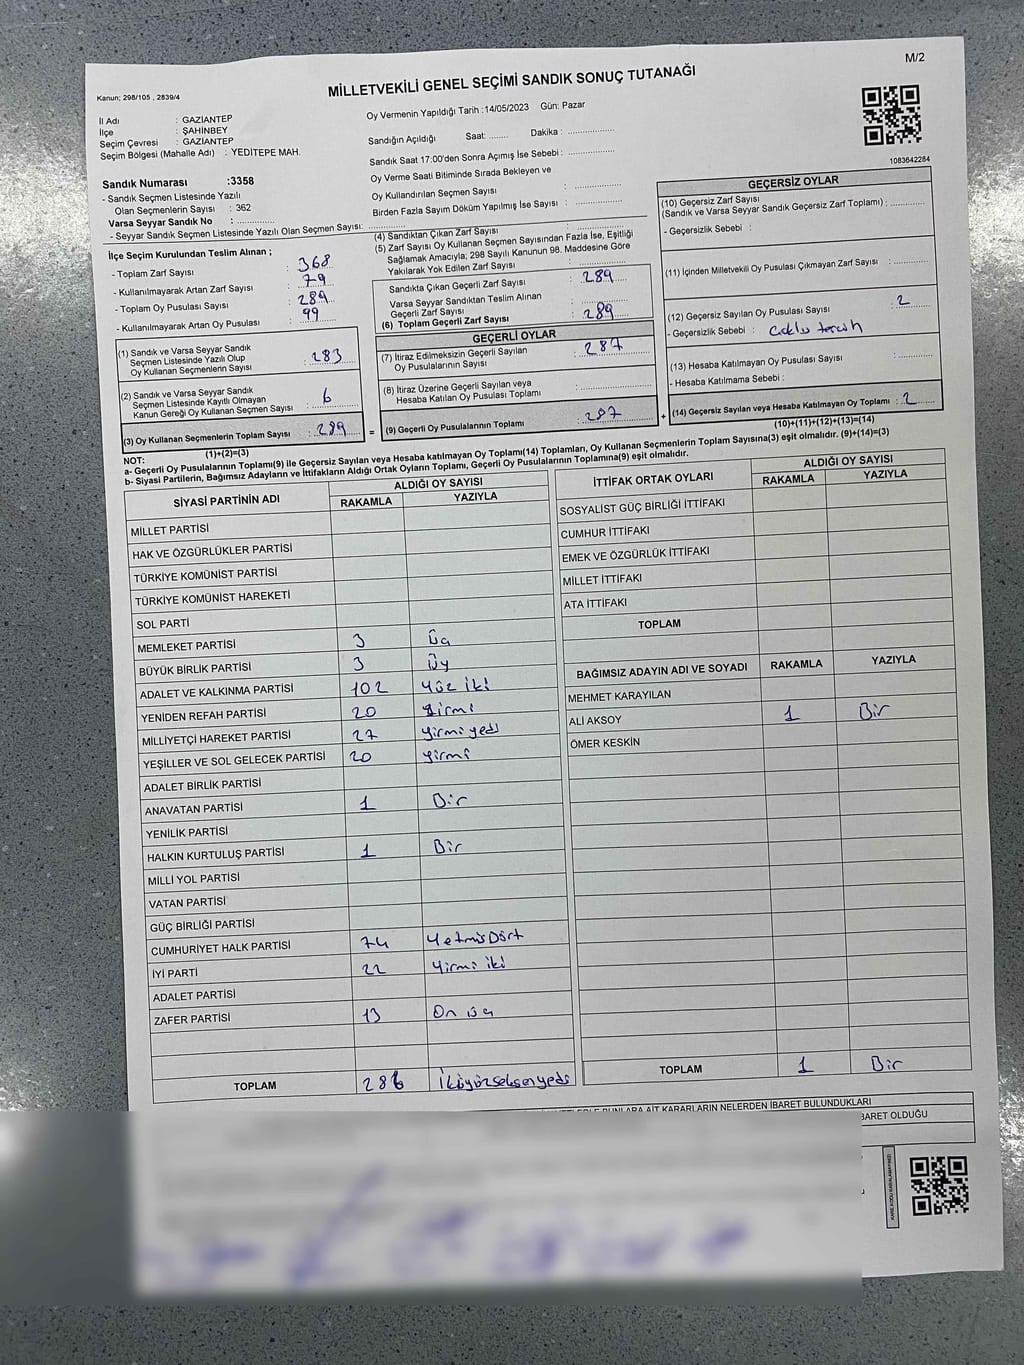 M/2
Kanun: 298/105 , 2839/4
MİLLETVEKİLİ GENEL SEÇİMİ SANDIK SONUÇ TUTANAĞI
İl Adı : GAZİANTEP
İlçe : ŞAHİNBEY
Seçim Çevresi : GAZİANTEP
Seçim Bölgesi (Mahalle Adı) : YEDİTEPE MAH.
Sandık Numarası :3358
- Sandık Seçmen Listesinde Yazılı
Olan Seçmenlerin Sayısı : 362
Varsa Seyyar Sandık No :
- Seyyar Sandık Seçmen Listesinde Yazılı Olan Seçmen Sayısı:
Oy Vermenin Yapıldığı Tarih :14/05/2023 Gün: Pazar
Sandığın Açıldığı Saat: Dakika :
Sandık Saat 17:00'den Sonra Açımış İse Sebebi :
Oy Verme Saati Bitiminde Sırada Bekleyen ve
Oy Kullandırılan Seçmen Sayısı :
Birden Fazla Sayım Döküm Yapılmış İse Sayısı :
1083642284
İlçe Seçim Kurulundan Teslim Alınan ;
- Toplam Zarf Sayısı : 368
- Kullanılmayarak Artan Zarf Sayısı : 79
- Toplam Oy Pusulası Sayısı : 289
- Kullanılmayarak Artan Oy Pusulası : 99
(1) Sandık ve Varsa Seyyar Sandık
Seçmen Listesinde Yazılı Olup
Oy Kullanan Seçmenlerin Sayısı : 283
(2) Sandık ve Varsa Seyyar Sandık
Seçmen Listesinde Kayıtlı Olmayan
Kanun Gereği Oy Kullanan Seçmen Sayısı : 6
(3) Oy Kullanan Seçmenlerin Toplam Sayısı : 289
(1)+(2)=(3)
(4) Sandıktan Çıkan Zarf Sayısı :
(5) Zarf Sayısı Oy Kullanan Seçmen Sayısından Fazla İse, Eşitliği
Sağlamak Amacıyla; 298 Sayılı Kanunun 98. Maddesine Göre
Yakılarak Yok Edilen Zarf Sayısı :
Sandıkta Çıkan Geçerli Zarf Sayısı : 289
Varsa Seyyar Sandıktan Teslim Alınan
Geçerli Zarf Sayısı :
(6) Toplam Geçerli Zarf Sayısı : 289
GEÇERLİ OYLAR
(7) İtiraz Edilmeksizin Geçerli Sayılan
Oy Pusulalarının Sayısı : 287
(8) İtiraz Üzerine Geçerli Sayılan veya
Hesaba Katılan Oy Pusulası Toplamı :
= (9) Geçerli Oy Pusulalarının Toplamı : 287
GEÇERSİZ OYLAR
(10) Geçersiz Zarf Sayısı
(Sandık ve Varsa Seyyar Sandık Geçersiz Zarf Toplamı) :
- Geçersizlik Sebebi :
(11) İçinden Milletvekili Oy Pusulası Çıkmayan Zarf Sayısı :
(12) Geçersiz Sayılan Oy Pusulası Sayısı : 2
- Geçersizlik Sebebi : Çoklu tercih
(13) Hesaba Katılmayan Oy Pusulası Sayısı :
- Hesaba Katılmama Sebebi :
+ (14) Geçersiz Sayılan veya Hesaba Katılmayan Oy Toplamı : 2
(10)+(11)+(12)+(13)=(14)
NOT:
a- Geçerli Oy Pusulalarının Toplamı(9) ile Geçersiz Sayılan veya Hesaba katılmayan Oy Toplamı(14) Toplamları, Oy Kullanan Seçmenlerin Toplam Sayısına(3) eşit olmalıdır. (9)+(14)=(3)
b- Siyasi Partilerin, Bağımsız Adayların ve İttifakların Aldığı Ortak Oyların Toplamı, Geçerli Oy Pusulalarının Toplamına(9) eşit olmalıdır.
SİYASİ PARTİNİN ADI ALDIĞI OY SAYISI
RAKAMLA YAZIYLA
MİLLET PARTİSİ
HAK VE ÖZGÜRLÜKLER PARTİSİ
TÜRKİYE KOMÜNİST PARTİSİ
TÜRKİYE KOMÜNİST HAREKETİ
SOL PARTİ
MEMLEKET PARTİSİ 3 Üç
BÜYÜK BİRLİK PARTİSİ 3 Üç
ADALET VE KALKINMA PARTİSİ 102 Yüz iki
YENİDEN REFAH PARTİSİ 20 Yirmi
MİLLİYETÇİ HAREKET PARTİSİ 27 Yirmi yedi
YEŞİLLER VE SOL GELECEK PARTİSİ 20 Yirmi
ADALET BİRLİK PARTİSİ
ANAVATAN PARTİSİ 1 Bir
YENİLİK PARTİSİ
HALKIN KURTULUŞ PARTİSİ 1 Bir
MİLLİ YOL PARTİSİ
VATAN PARTİSİ
GÜÇ BİRLİĞİ PARTİSİ
CUMHURİYET HALK PARTİSİ 74 YetmişDört
İYİ PARTİ 22 Yirmi iki
ADALET PARTİSİ
ZAFER PARTİSİ 13 On üç
TOPLAM 286 İkiyüzseksenyedi
İTTİFAK ORTAK OYLARI ALDIĞI OY SAYISI
RAKAMLA YAZIYLA
SOSYALİST GÜÇ BİRLİĞİ İTTİFAKI
CUMHUR İTTİFAKI
EMEK VE ÖZGÜRLÜK İTTİFAKI
MİLLET İTTİFAKI
ATA İTTİFAKI
TOPLAM
BAĞIMSIZ ADAYIN ADI VE SOYADI RAKAMLA YAZIYLA
MEHMET KARAYILAN
ALİ AKSOY 1 Bir
ÖMER KESKİN
TOPLAM 1 Bir
BUNLARA AİT KARARLARIN NELERDEN İBARET BULUNDUKLARI
İBARET OLDUĞU